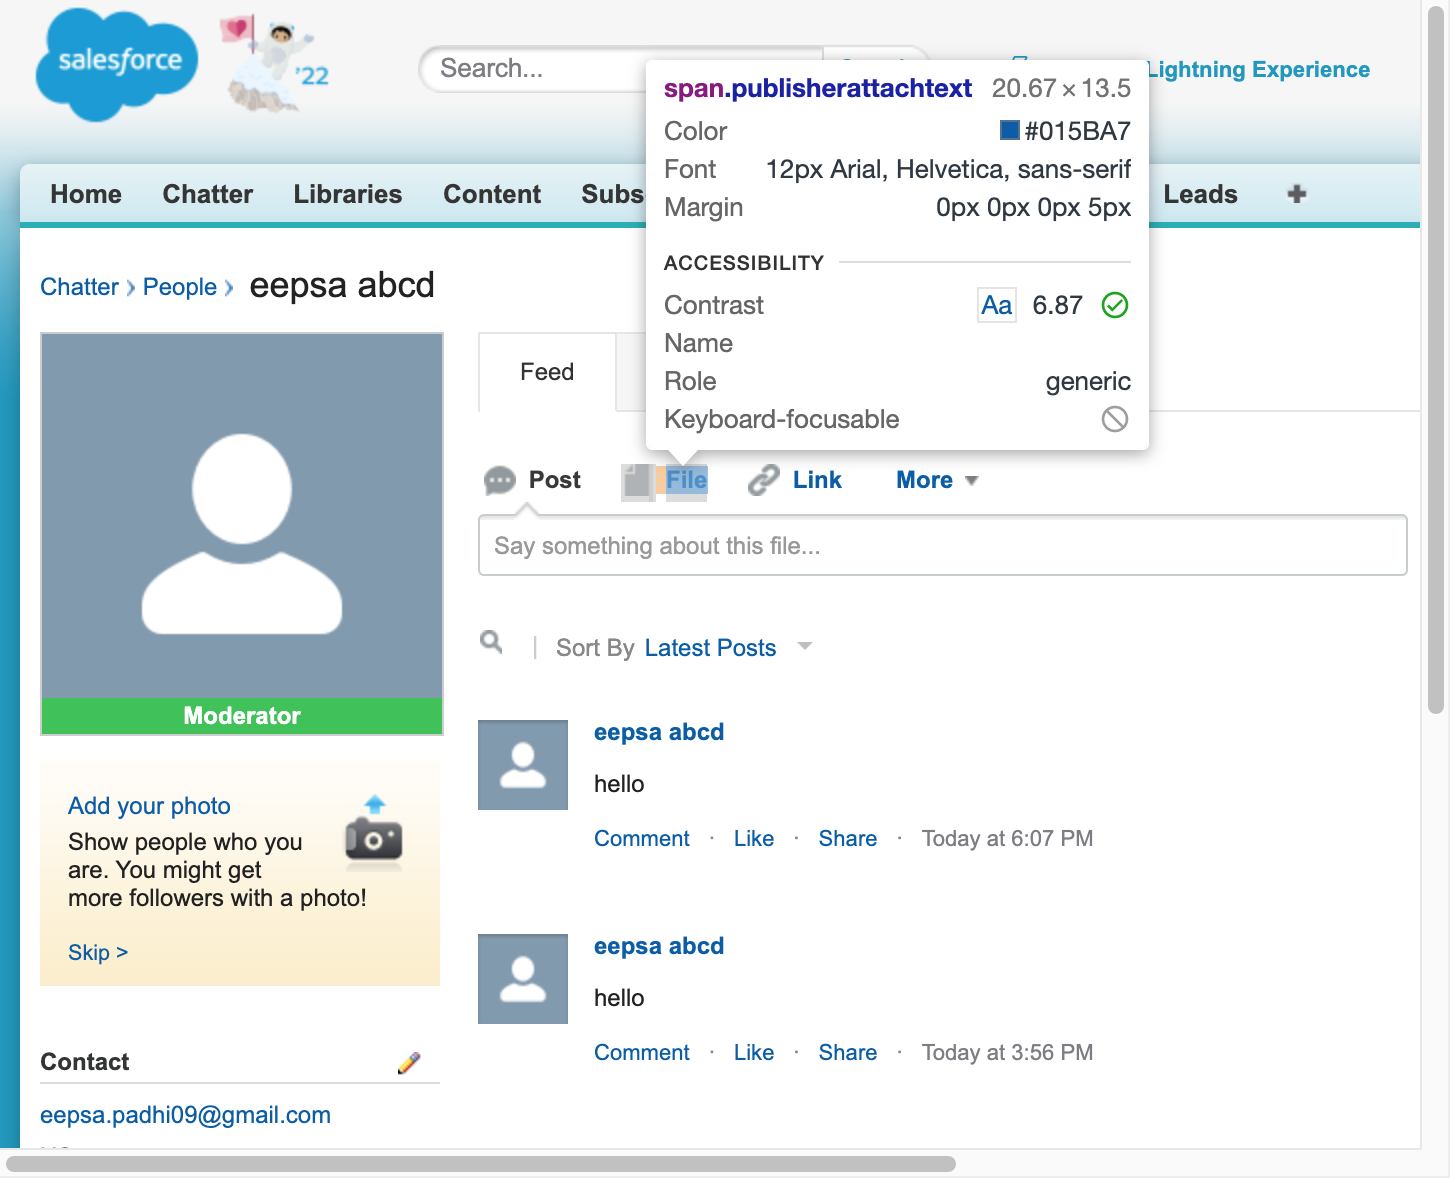 salesforce
'22
Search...
Lightning Experience
span.publisherattachtext 20.67 × 13.5
Color #015BA7
Font 12px Arial, Helvetica, sans-serif
Margin 0px 0px 0px 5px
ACCESSIBILITY
Contrast Aa 6.87
Name
Role generic
Keyboard-focusable
Home Chatter Libraries Content Subs Leads
Chatter › People › eepsa abcd
Feed
Post File Link More
Say something about this file...
Sort By Latest Posts
Moderator
Add your photo
Show people who you
are. You might get
more followers with a photo!
Skip >
Contact
eepsa.padhi09@gmail.com
eepsa abcd
hello
Comment · Like · Share · Today at 6:07 PM
eepsa abcd
hello
Comment · Like · Share · Today at 3:56 PM